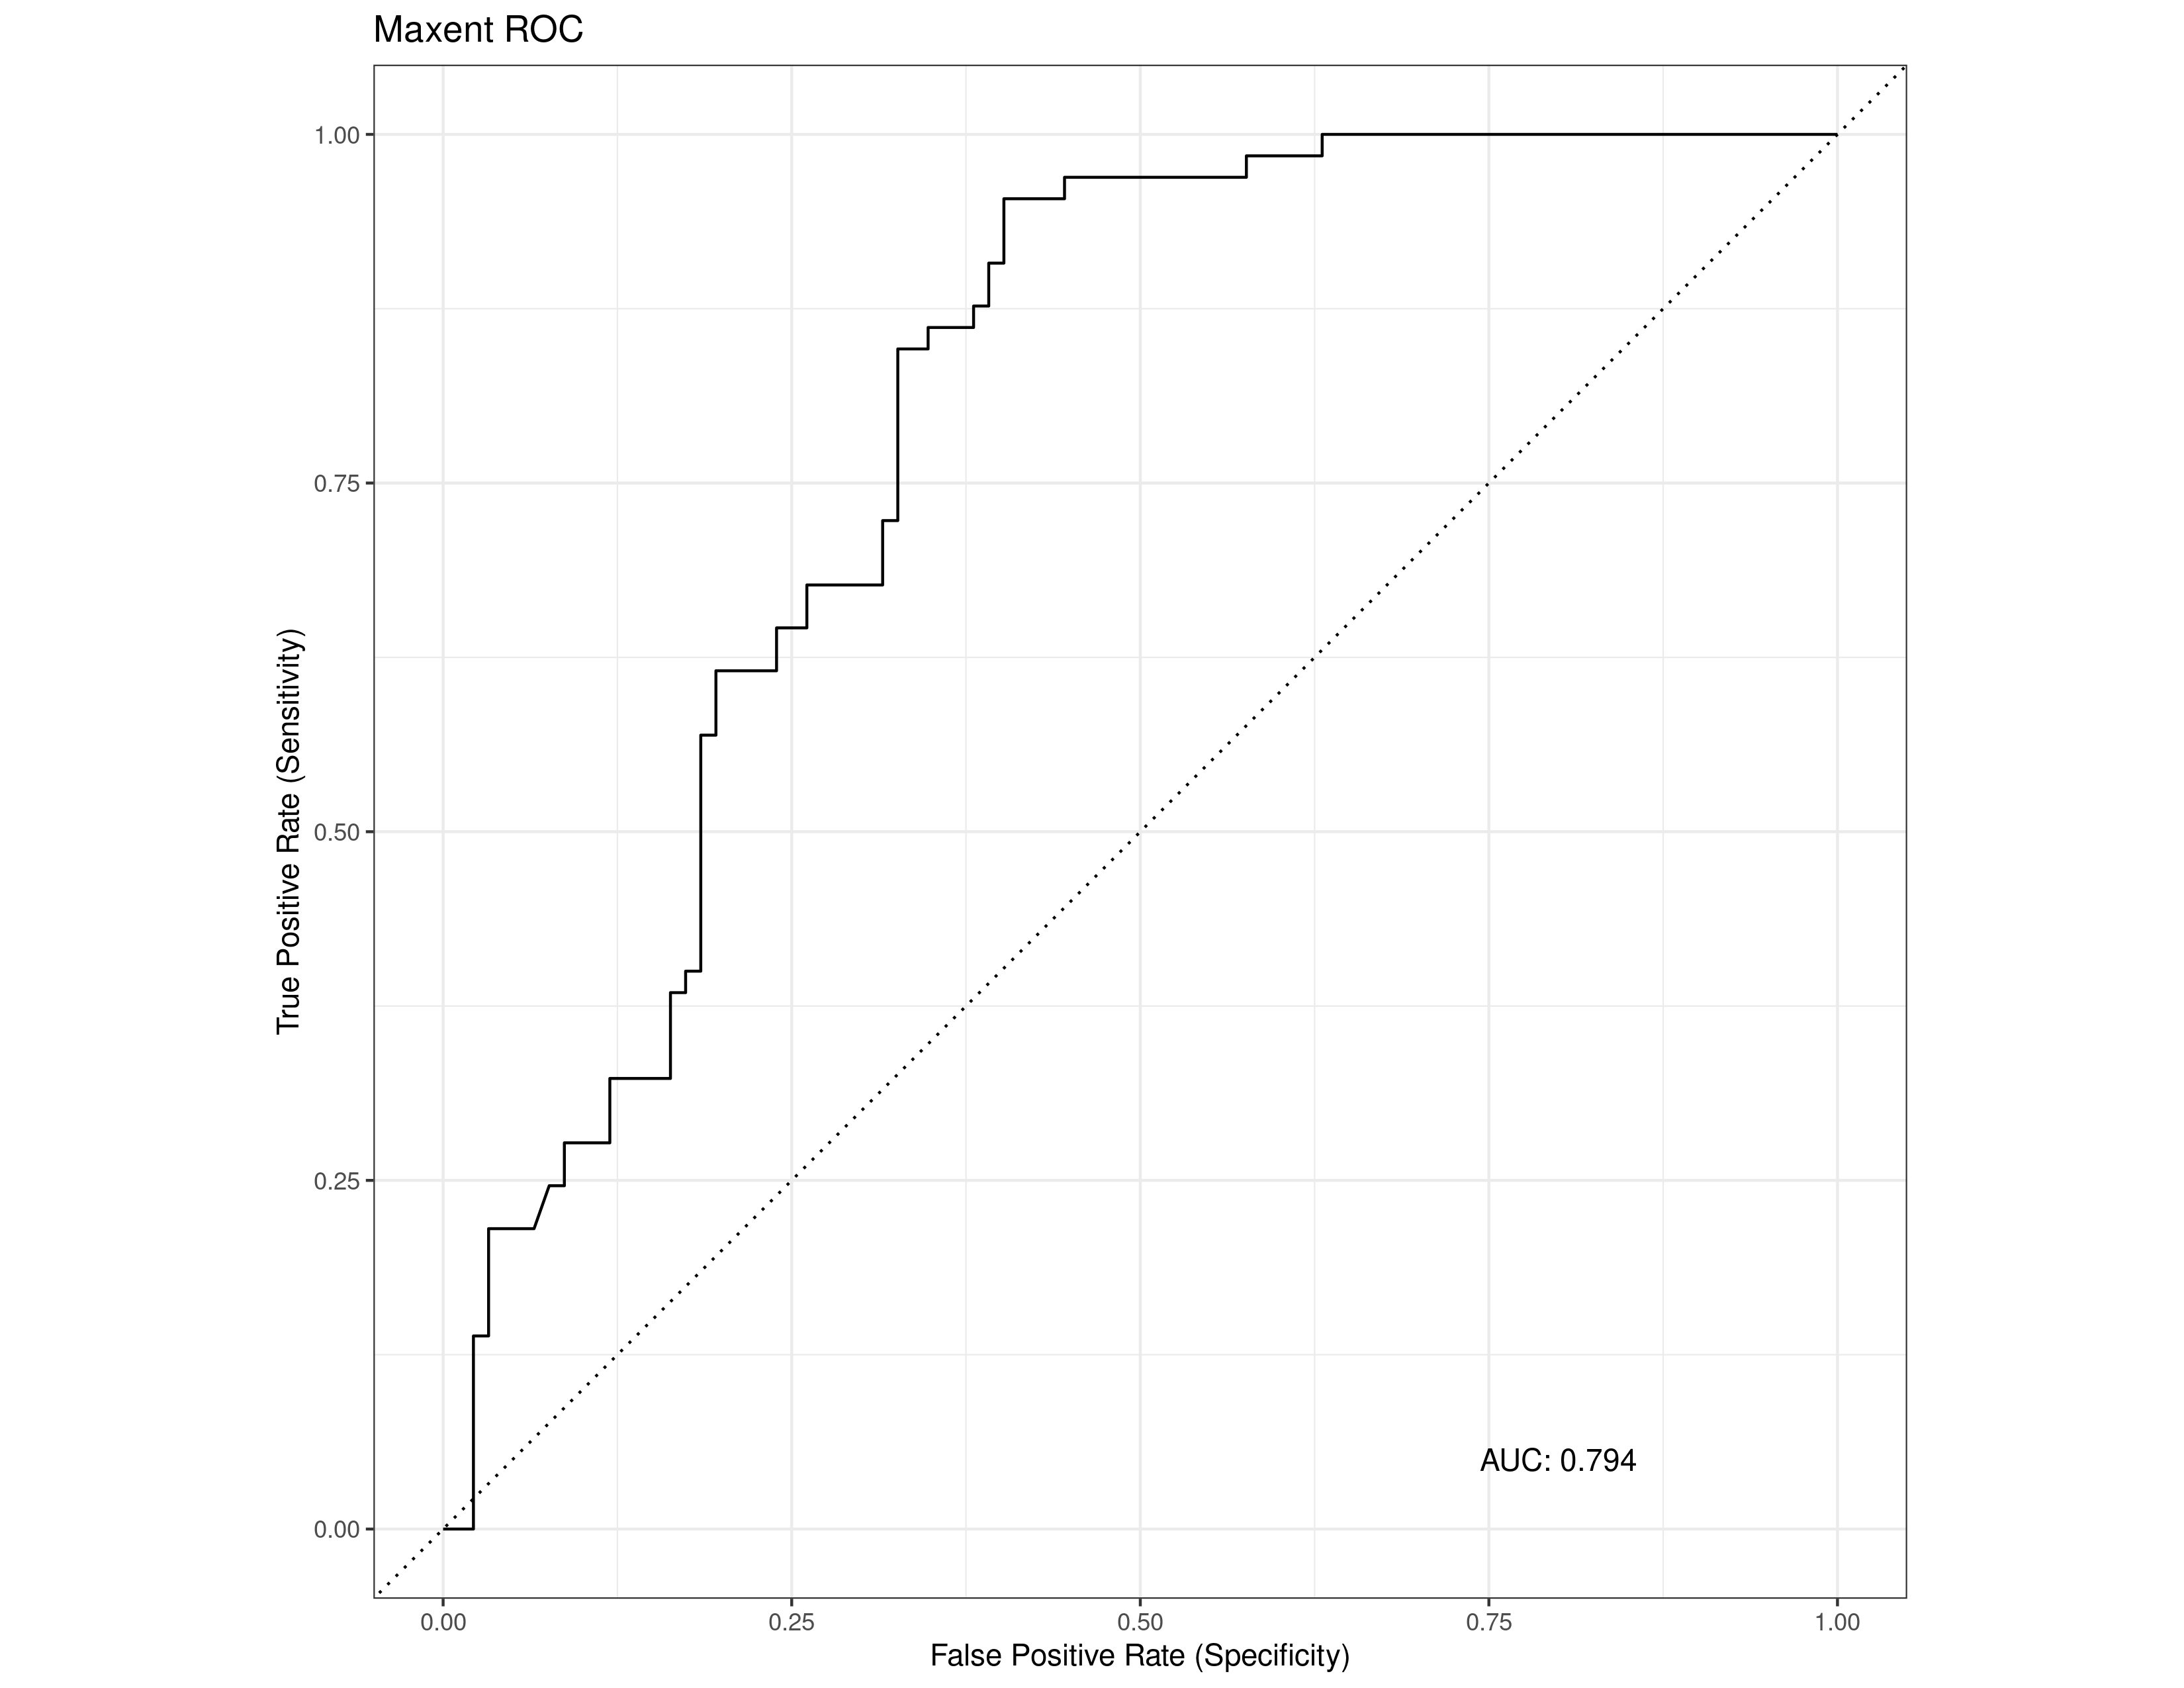 Maxent ROC
True Positive Rate (Sensitivity)
1.00
0.75
0.50
0.25
0.00
AUC: 0.794
0.00 0.25 0.50 0.75 1.00
False Positive Rate (Specificity)